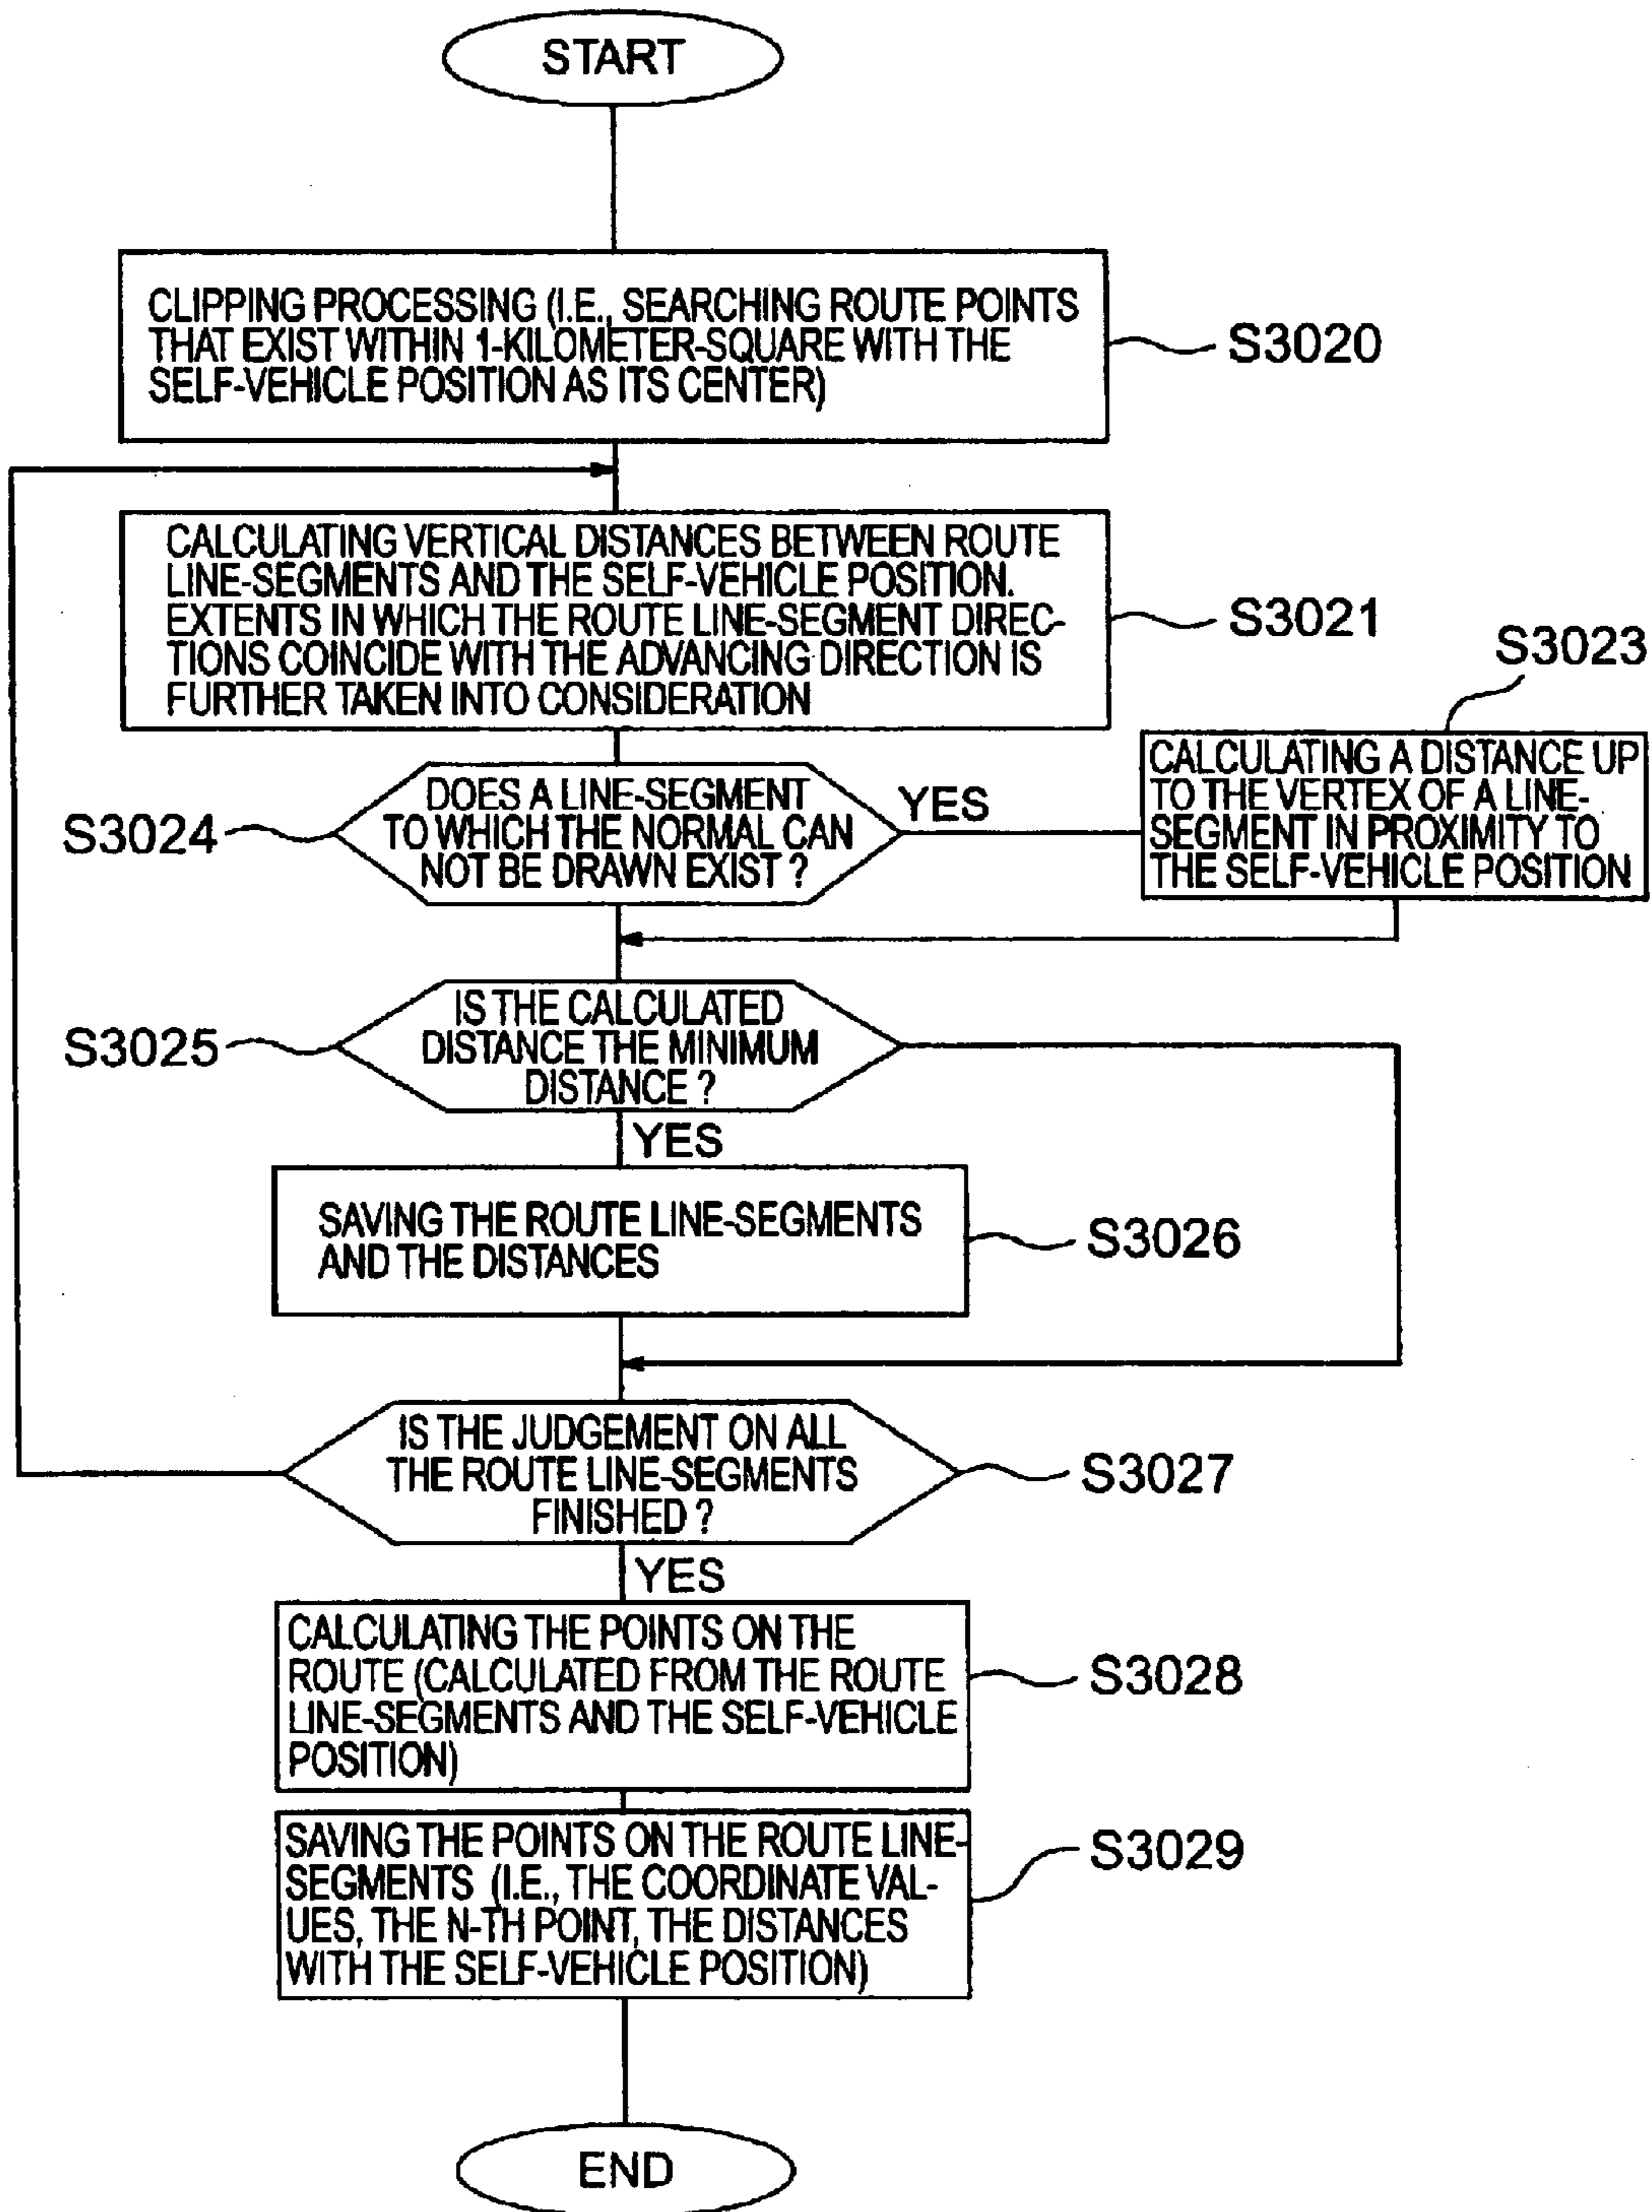 START
CLIPPING PROCESSING (I.E., SEARCHING ROUTE POINTS
THAT EXIST WITHIN 1-KILOMETER-SQUARE WITH THE
SELF-VEHICLE POSITION AS ITS CENTER)
S3020
CALCULATING VERTICAL DISTANCES BETWEEN ROUTE
LINE-SEGMENTS AND THE SELF-VEHICLE POSITION.
EXTENTS IN WHICH THE ROUTE LINE-SEGMENT DIREC-
TIONS COINCIDE WITH THE ADVANCING DIRECTION IS
FURTHER TAKEN INTO CONSIDERATION
S3021
S3023
CALCULATING A DISTANCE UP
TO THE VERTEX OF A LINE-
SEGMENT IN PROXIMITY TO
THE SELF-VEHICLE POSITION
S3024
DOES A LINE-SEGMENT
TO WHICH THE NORMAL CAN
NOT BE DRAWN EXIST ?
YES
S3025
IS THE CALCULATED
DISTANCE THE MINIMUM
DISTANCE ?
YES
SAVING THE ROUTE LINE-SEGMENTS
AND THE DISTANCES
S3026
IS THE JUDGEMENT ON ALL
THE ROUTE LINE-SEGMENTS
FINISHED ?
S3027
YES
CALCULATING THE POINTS ON THE
ROUTE (CALCULATED FROM THE ROUTE
LINE-SEGMENTS AND THE SELF-VEHICLE
POSITION)
S3028
SAVING THE POINTS ON THE ROUTE LINE-
SEGMENTS (I.E., THE COORDINATE VAL-
UES, THE N-TH POINT, THE DISTANCES
WITH THE SELF-VEHICLE POSITION)
S3029
END